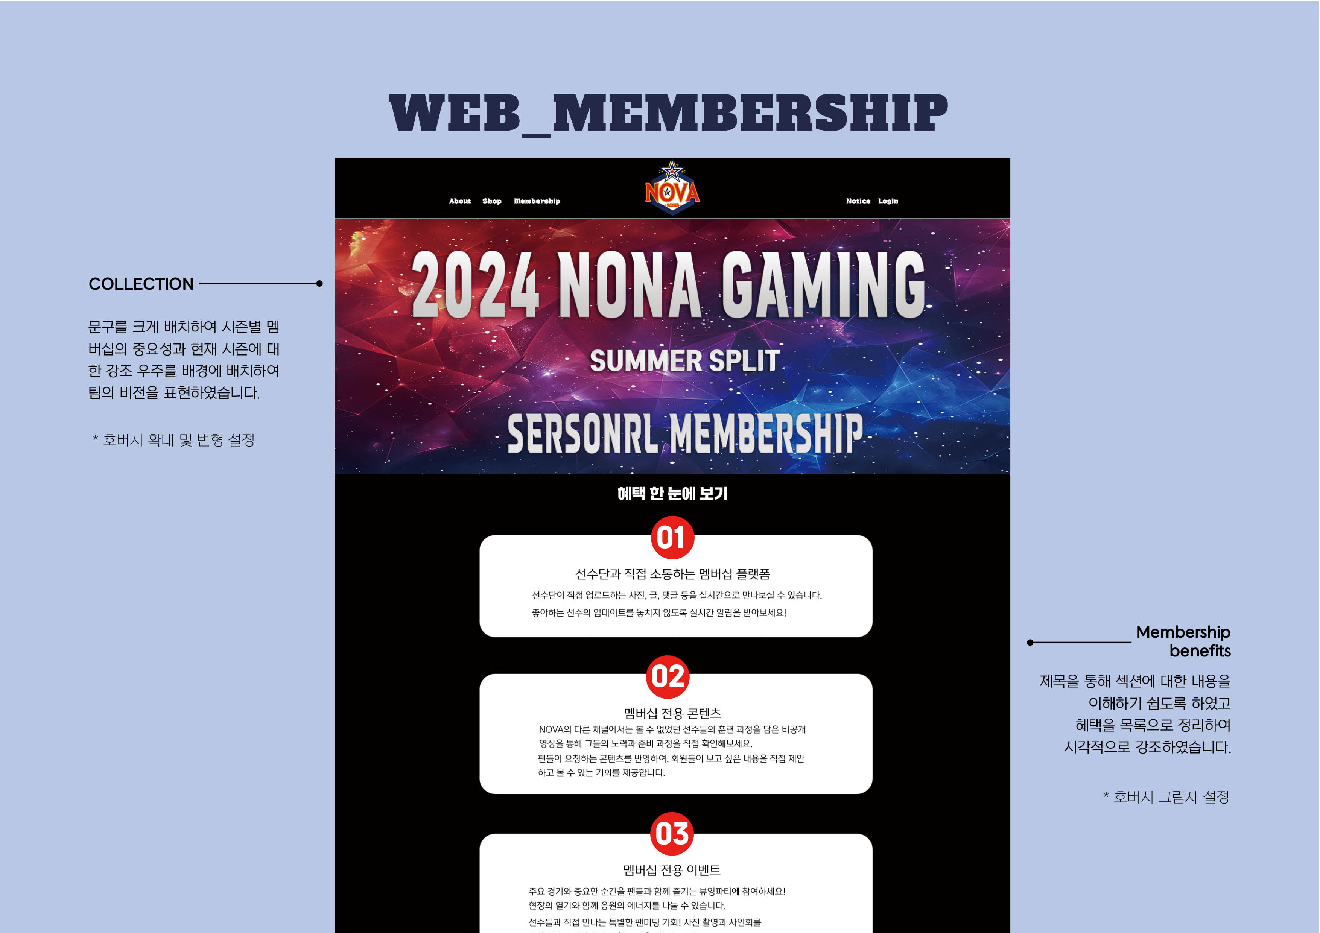 WEB_MEMBERSHIP
NOVA
About Shop Membership
Notice Login
2024 NONA GAMING
SUMMER SPLIT
SERSONRL MEMBERSHIP
COLLECTION
문구를 크게 배치하여 시즌별 멤
버십의 중요성과 현재 시즌에 대
한 강조 우주를 배경에 배치하여
팀의 비전을 표현하였습니다.
* 호버시 확대 및 변형 설정
혜택 한 눈에 보기
01
선수단과 직접 소통하는 멤버십 플랫폼
선수단이 직접 업로드하는 사진, 글, 댓글 등을 실시간으로 만나보실 수 있습니다.
좋아하는 선수의 업데이트를 놓치지 않도록 실시간 알림을 받아보세요!
02
멤버십 전용 콘텐츠
NOVA의 다른 채널에서는 볼 수 없었던 선수들의 훈련 과정을 담은 비공개
영상을 통해 그들의 노력과 준비 과정을 직접 확인해보세요.
팬들이 요청하는 콘텐츠를 반영하여, 회원들이 보고 싶은 내용을 직접 제안
하고 볼 수 있는 기회를 제공합니다.
Membership
benefits
제목을 통해 섹션에 대한 내용을
이해하기 쉽도록 하였고
혜택을 목록으로 정리하여
시각적으로 강조하였습니다.
* 호버시 그림자 설정
03
멤버십 전용 이벤트
주요 경기와 중요한 순간을 팬들과 함께 즐기는 뷰잉파티에 참여하세요!
현장의 열기와 함께 응원의 에너지를 나눌 수 있습니다.
선수들과 직접 만나는 특별한 팬미팅 기회! 사진 촬영과 사인회를